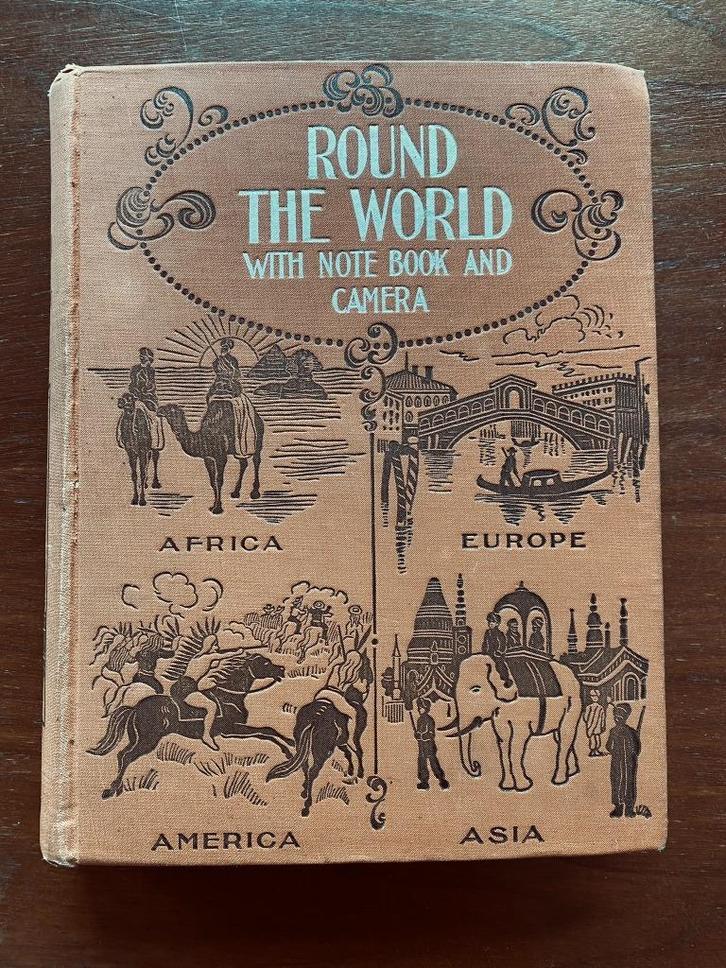 ROUND
THE WORLD
WITH NOTE BOOK AND
CAMERA
AFRICA
EUROPE
AMERICA
ASIA